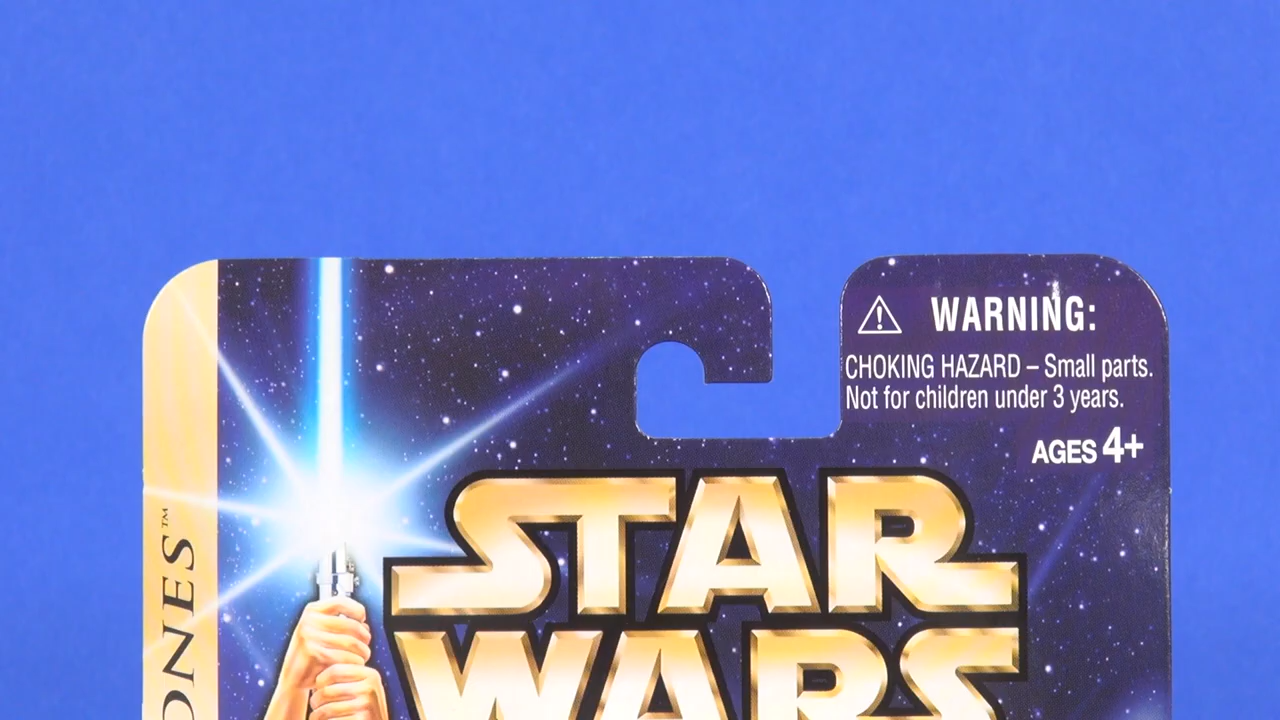 WARNING:
CHOKING HAZARD – Small parts.
Not for children under 3 years.
AGES 4+
STAR
WARS
ONES™